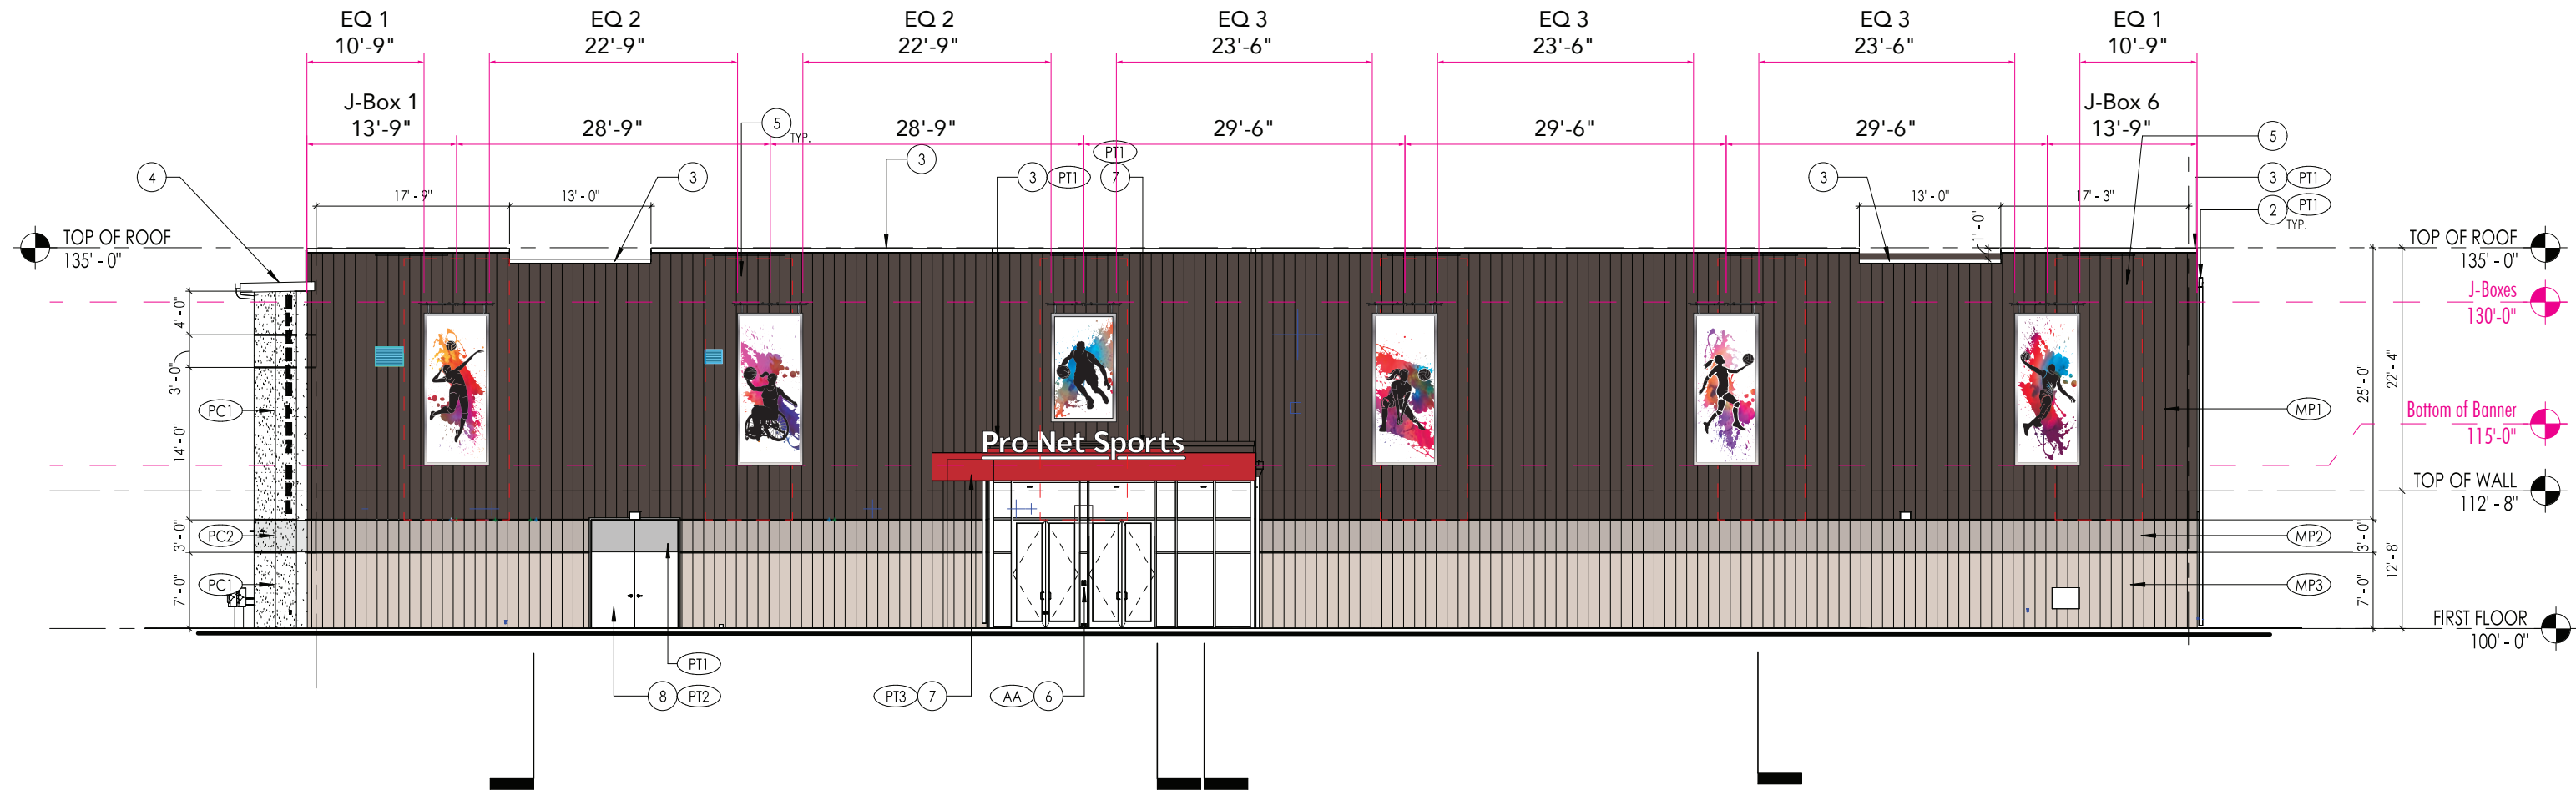 EQ 1 EQ 2 EQ 2 EQ 3 EQ 3 EQ 3 EQ 1
10'-9" 22'-9" 22'-9" 23'-6" 23'-6" 23'-6" 10'-9"
J-Box 1 J-Box 6
13'-9" 28'-9" 28'-9" 29'-6" 29'-6" 29'-6" 13'-9"
5 TYP.
5
PT1
3
4
3
3 PT1
7
3
3 PT1
17' - 9" 13' - 0" 13' - 0" 17' - 3"
2 PT1
TYP.
1' - 0"
TOP OF ROOF
135' - 0"
TOP OF ROOF
135' - 0"
J-Boxes
130'-0"
4' - 0"
3' - 0"
14' - 0"
3' - 0"
7' - 0"
PC1
PC2
PC1
25' - 0"
22' - 4"
3' - 0"
7' - 0"
12' - 8"
MP1
Bottom of Banner
115'-0"
Pro Net Sports
TOP OF WALL
112' - 8"
MP2
MP3
FIRST FLOOR
100' - 0"
PT1
8 PT2
PT3 7
AA 6